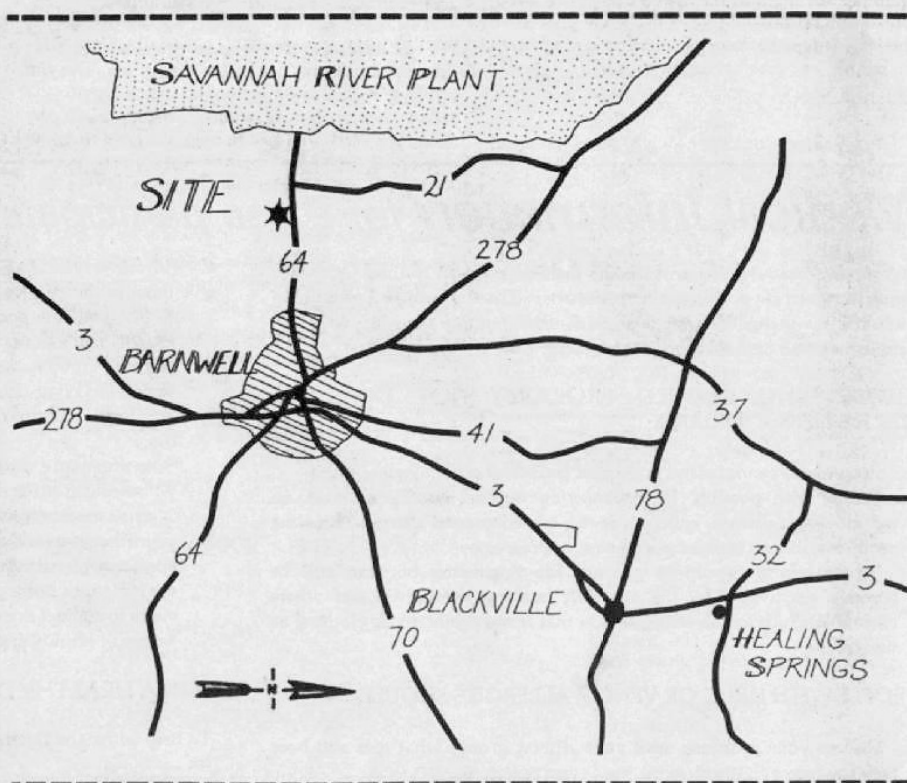 SAVANNAH RIVER PLANT
SITE
21
278
64
3
BARNWELL
37
278
41
3
78
64
32
3
BLACKVILLE
70
HEALING
SPRINGS
N